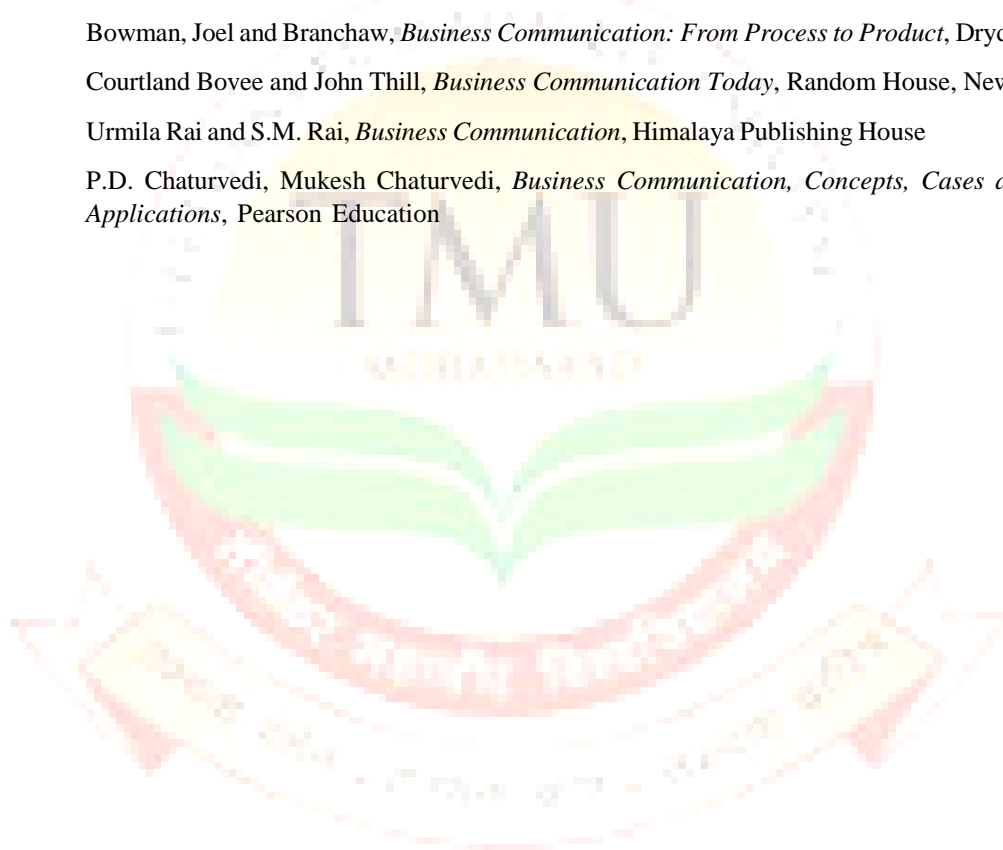 Bowman, Joel and Branchaw, Business Communication: From Process to Product, Dryd
Courtland Bovee and John Thill, Business Communication Today, Random House, New
Urmila Rai and S.M. Rai, Business Communication, Himalaya Publishing House
P.D. Chaturvedi, Mukesh Chaturvedi, Business Communication, Concepts, Cases a
Applications, Pearson Education
TMU